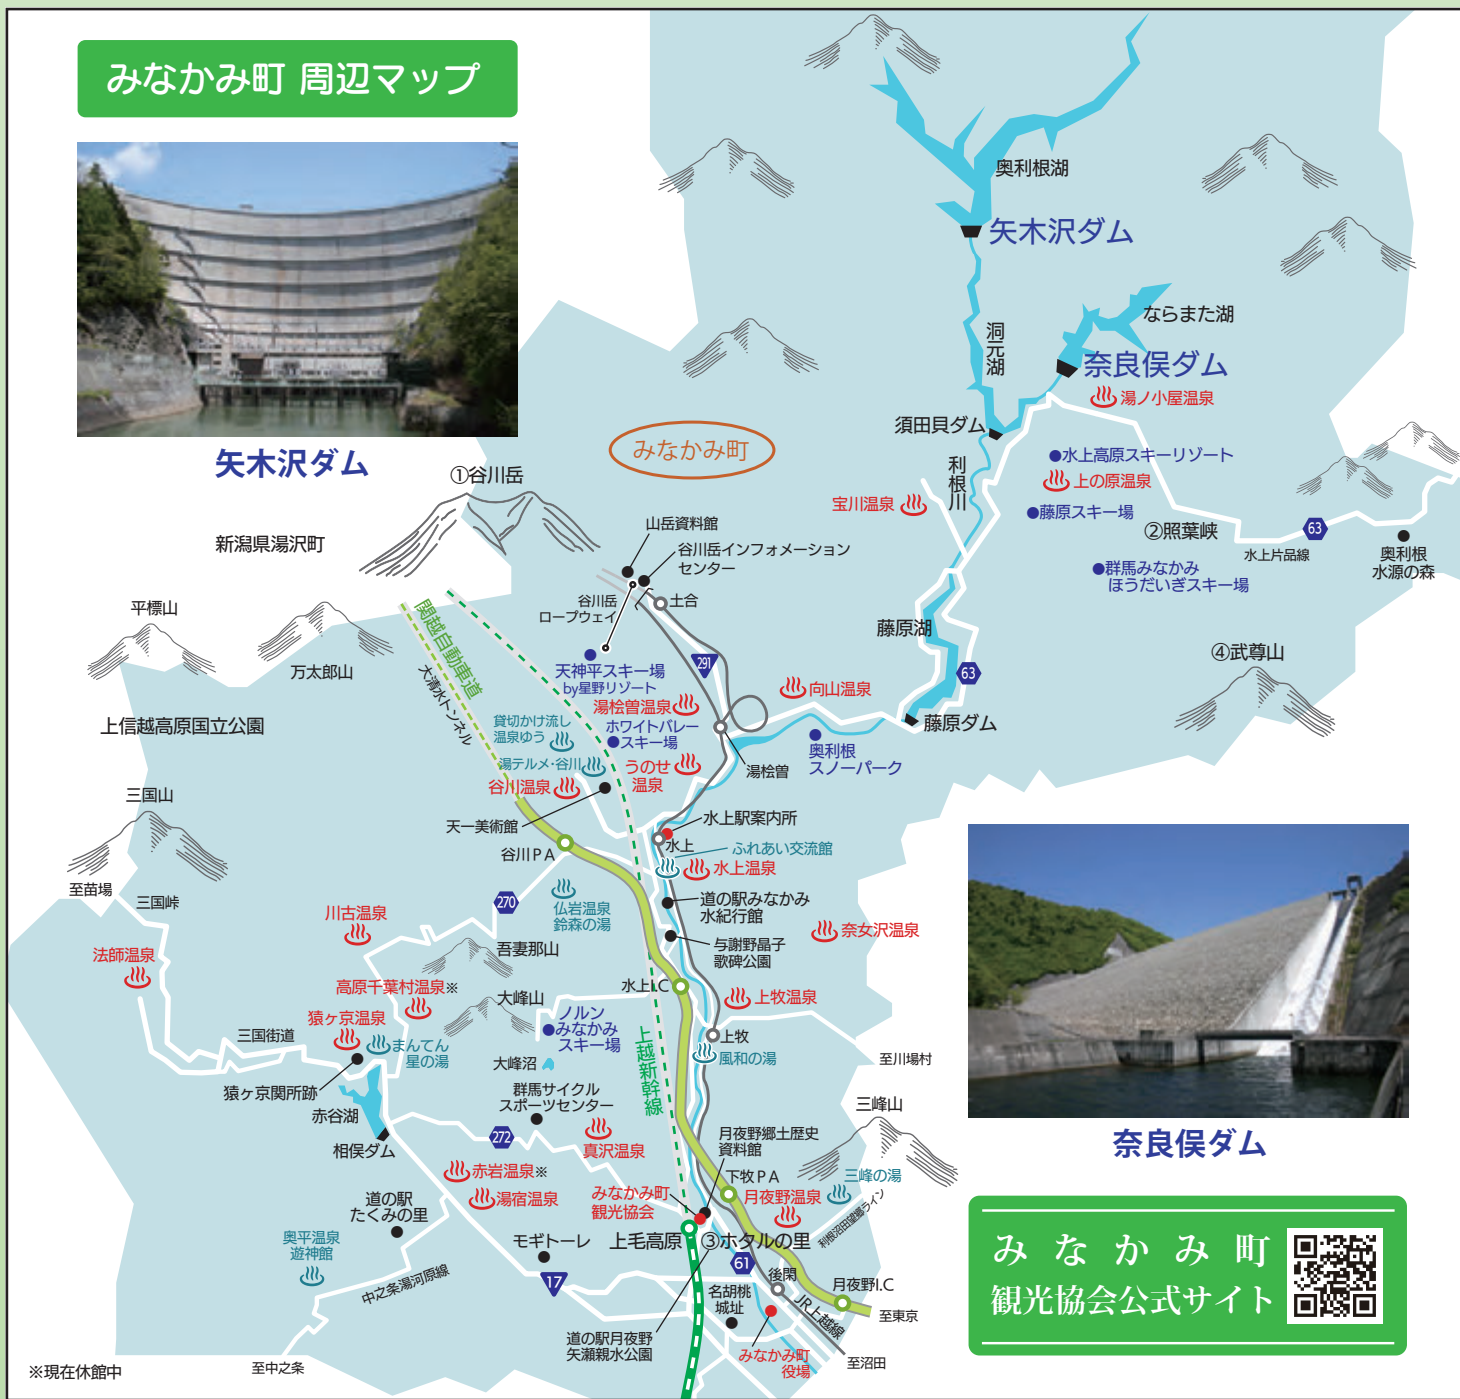 みなかみ町 周辺マップ
矢木沢ダム
奥利根湖
矢木沢ダム
ならまた湖
洞元湖
奈良俣ダム
湯ノ小屋温泉
須田貝ダム
利根川
みなかみ町
①谷川岳
新潟県湯沢町
水上高原スキーリゾート
上の原温泉
宝川温泉
藤原スキー場
②照葉峡
63
水上片品線
奥利根
水源の森
群馬みなかみ
ほうだいぎスキー場
山岳資料館
谷川岳インフォメーション
センター
谷川岳
ロープウェイ
土合
平標山
万太郎山
関越自動車道
大清水トンネル
天神平スキー場
by星野リゾート
291
藤原湖
63
④武尊山
上信越高原国立公園
湯桧曽温泉
向山温泉
貸切かけ流し
温泉ゆう
ホワイトバレー
スキー場
藤原ダム
奥利根
スノーパーク
湯テルメ・谷川
うのせ
温泉
湯桧曽
谷川温泉
三国山
天一美術館
水上駅案内所
水上
谷川PA
ふれあい交流館
水上温泉
至苗場
三国峠
270
仏岩温泉
鈴森の湯
道の駅みなかみ
水紀行館
川古温泉
吾妻耶山
与謝野晶子
歌碑公園
奈女沢温泉
法師温泉
高原千葉村温泉※
大峰山
水上I.C
上牧温泉
猿ヶ京温泉
ノルン
みなかみ
スキー場
三国街道
まんてん
星の湯
上越新幹線
上牧
風和の湯
至川場村
大峰沼
猿ヶ京関所跡
赤谷湖
群馬サイクル
スポーツセンター
三峰山
相俣ダム
272
真沢温泉
月夜野郷土歴史
資料館
奈良俣ダム
赤岩温泉※
下牧PA
三峰の湯
湯宿温泉
みなかみ町
観光協会
月夜野温泉
道の駅
たくみの里
利根沼田望郷ライン
奥平温泉
遊神館
モギトーレ
上毛高原
③ホタルの里
中之条湯河原線
17
61
後閑
月夜野I.C
名胡桃
城址
JR上越線
至東京
道の駅月夜野
矢瀬親水公園
みなかみ町
役場
至沼田
至中之条
※現在休館中
みなかみ町
観光協会公式サイト